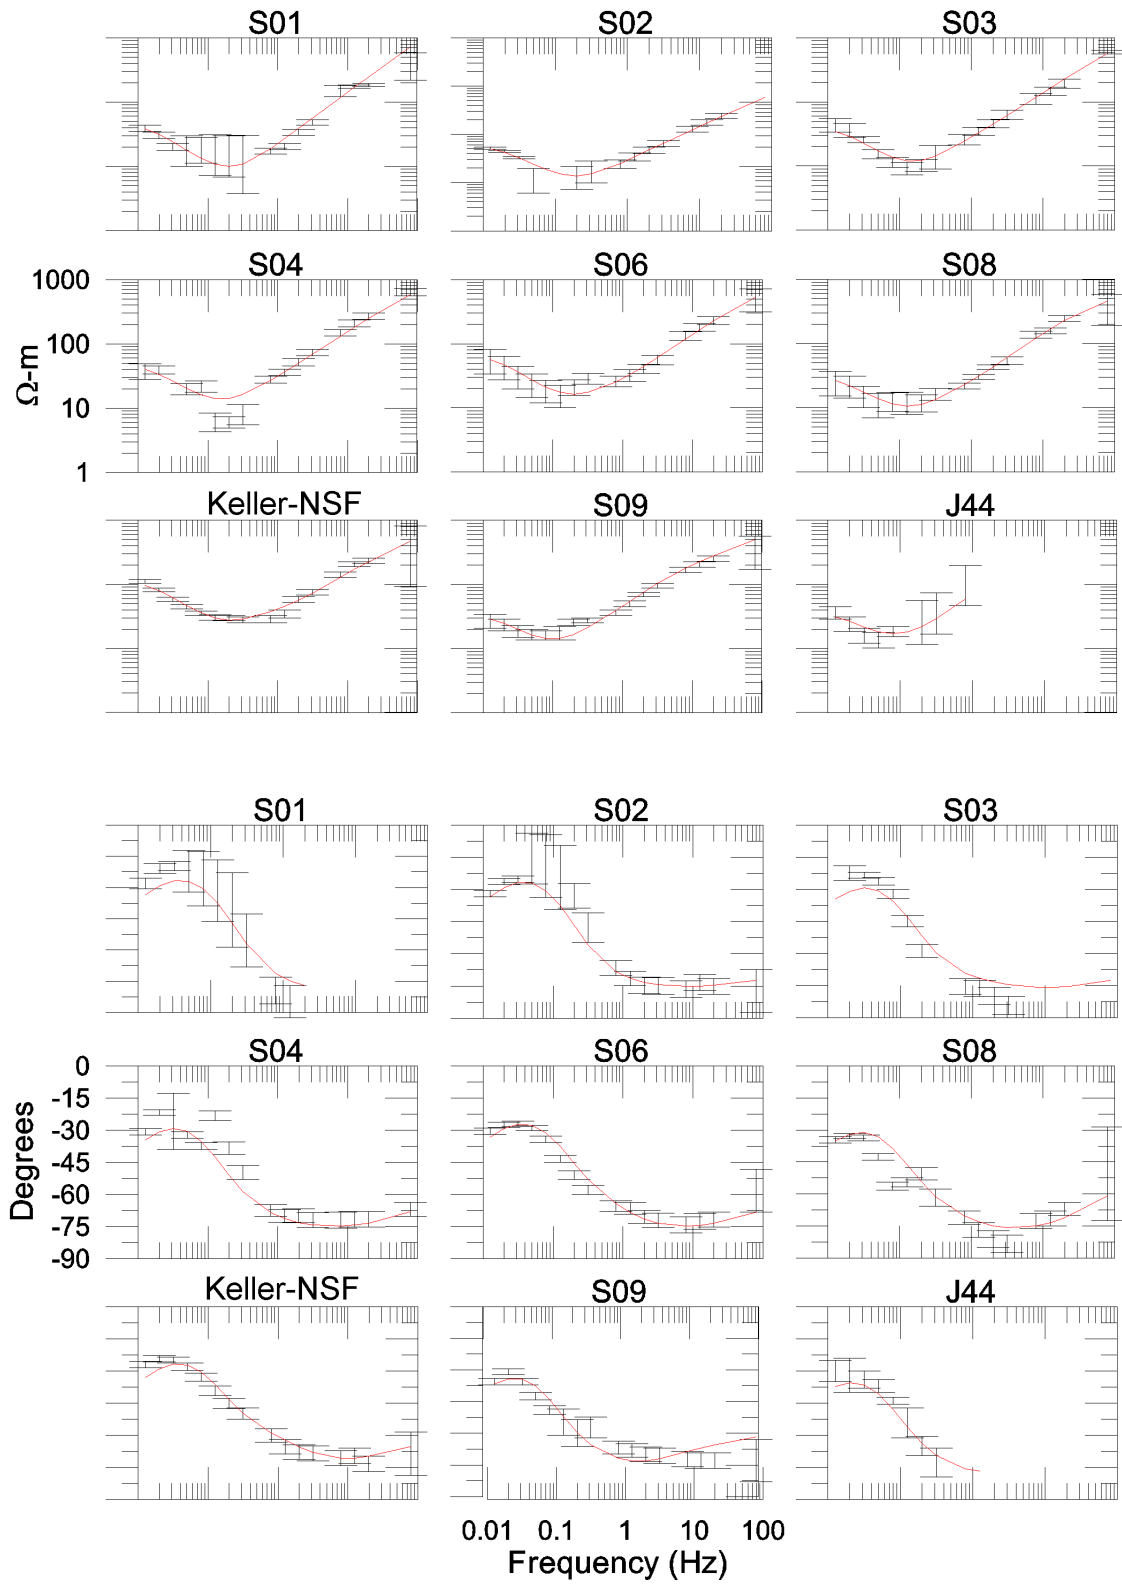 S01 S02 S03
S04 S06 S08
1000
100
10
1
Ω-m
Keller-NSF S09 J44
S01 S02 S03
S04 S06 S08
0
-15
-30
-45
-60
-75
-90
Degrees
Keller-NSF S09 J44
0.01 0.1 1 10 100
Frequency (Hz)